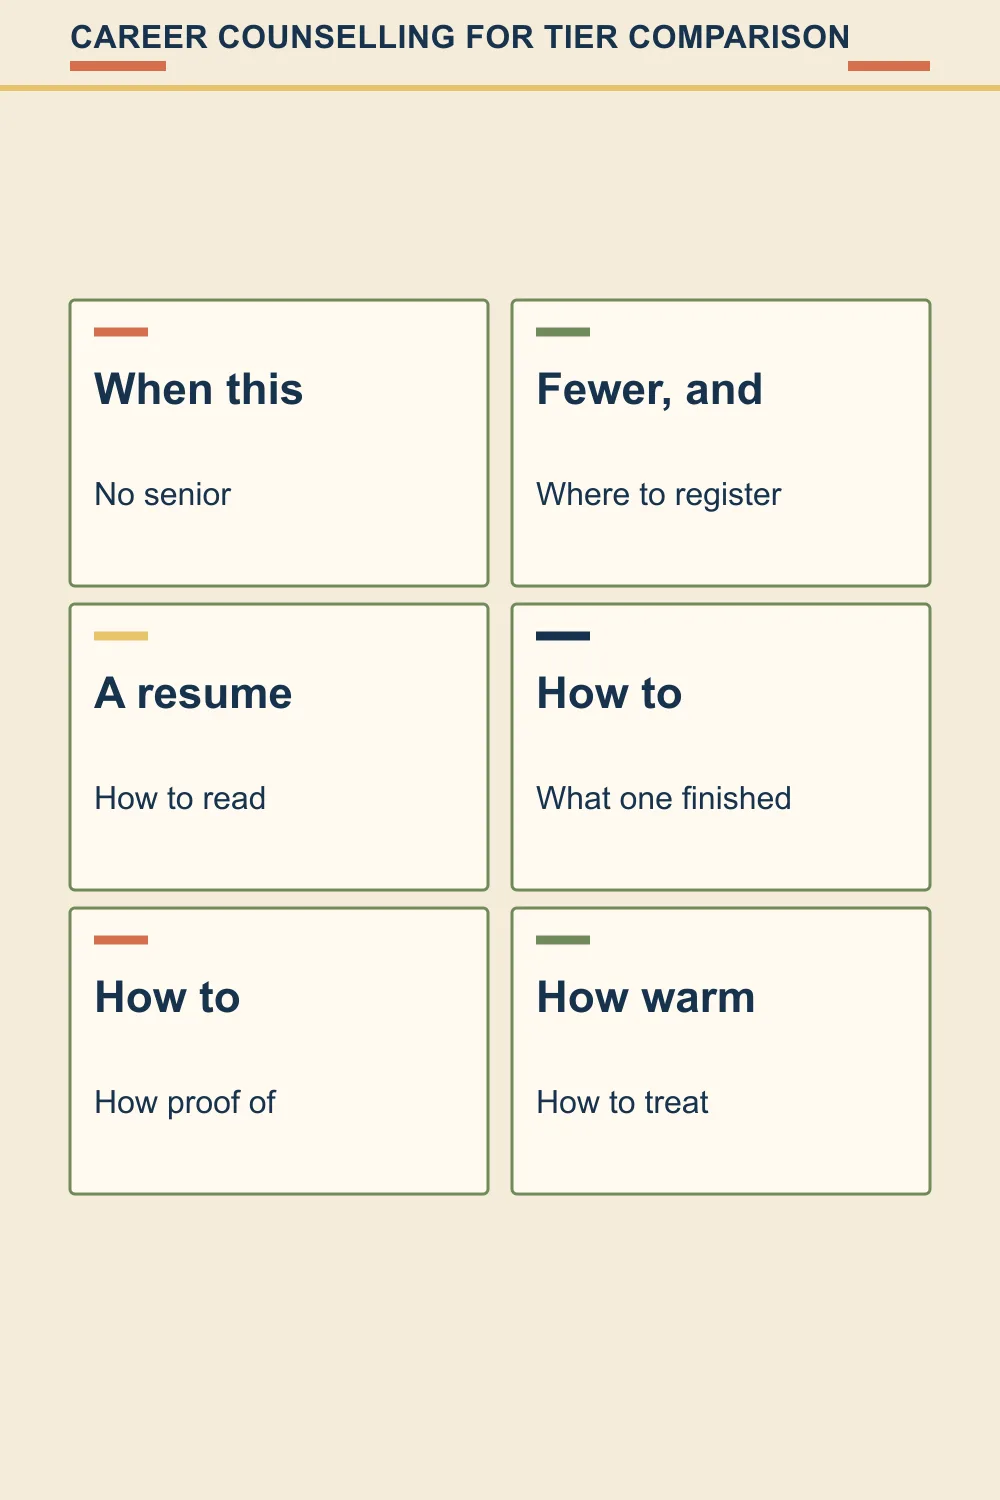 CAREER COUNSELLING FOR TIER COMPARISON
When this
No senior
Fewer, and
Where to register
A resume
How to read
How to
What one finished
How to
How proof of
How warm
How to treat